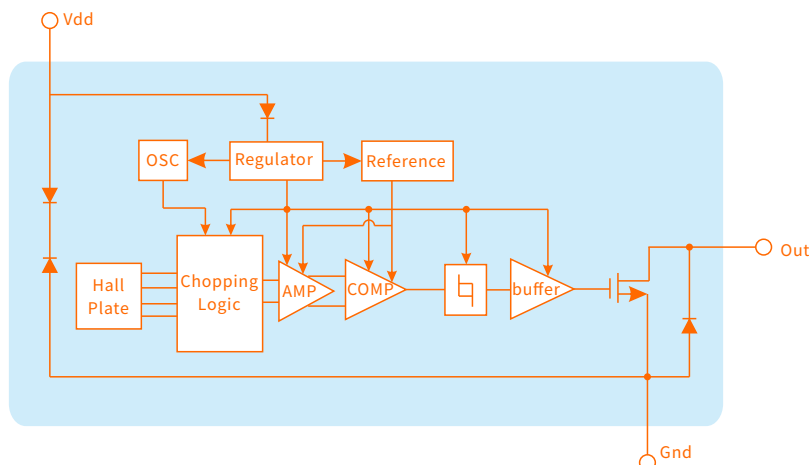 Vdd
OSC
Regulator
Reference
Out
Hall
Plate
Chopping
Logic
AMP
COMP
buffer
Gnd